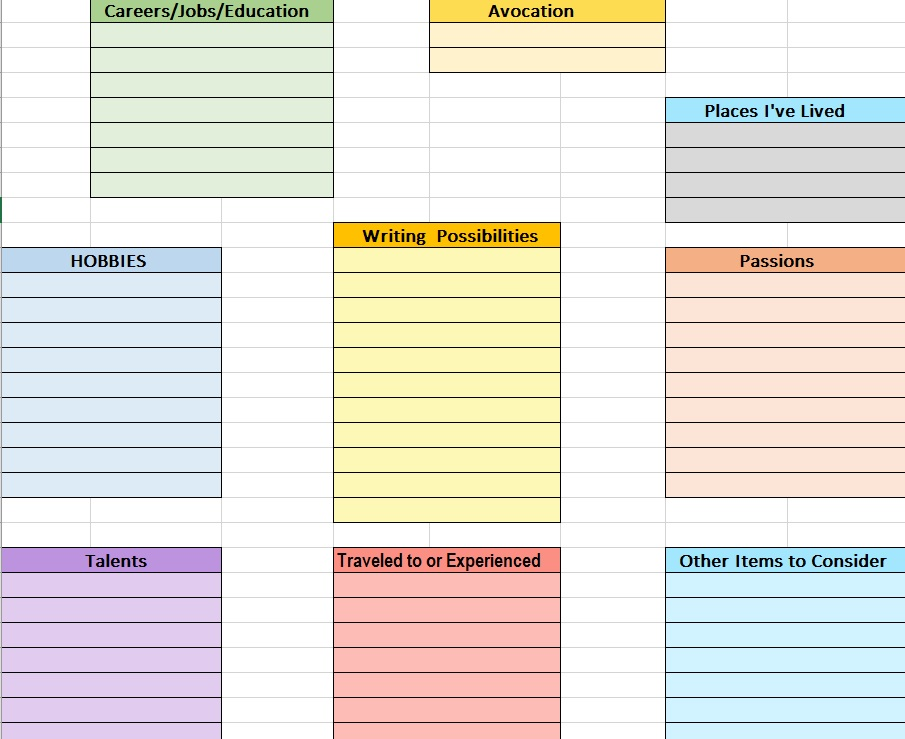 Careers/Jobs/Education
Avocation
Places I've Lived
Writing  Possibilities
HOBBIES
Passions
Talents
Traveled to or Experienced
Other Items to Consider